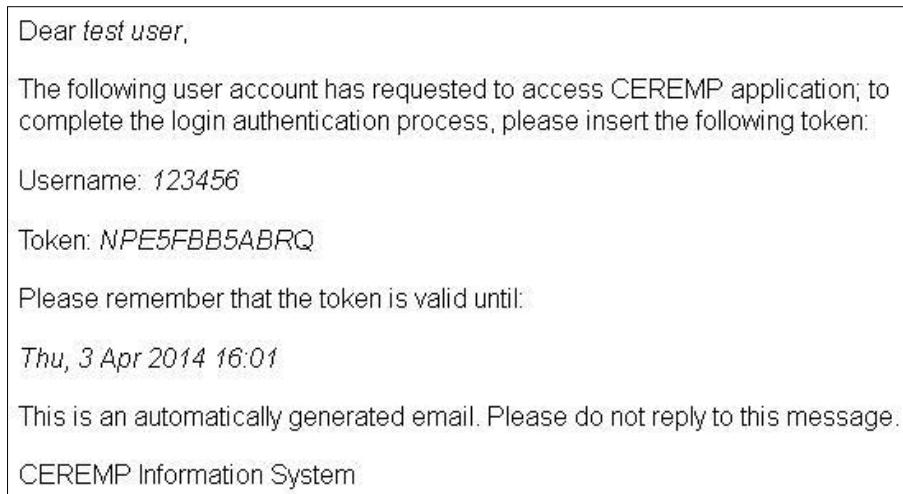 Dear test user,
The following user account has requested to access CEREMP application; to
complete the login authentication process, please insert the following token:
Username: 123456
Token: NPE5FBB5ABRQ
Please remember that the token is valid until:
Thu, 3 Apr 2014 16:01
This is an automatically generated email. Please do not reply to this message.
CEREMP Information System